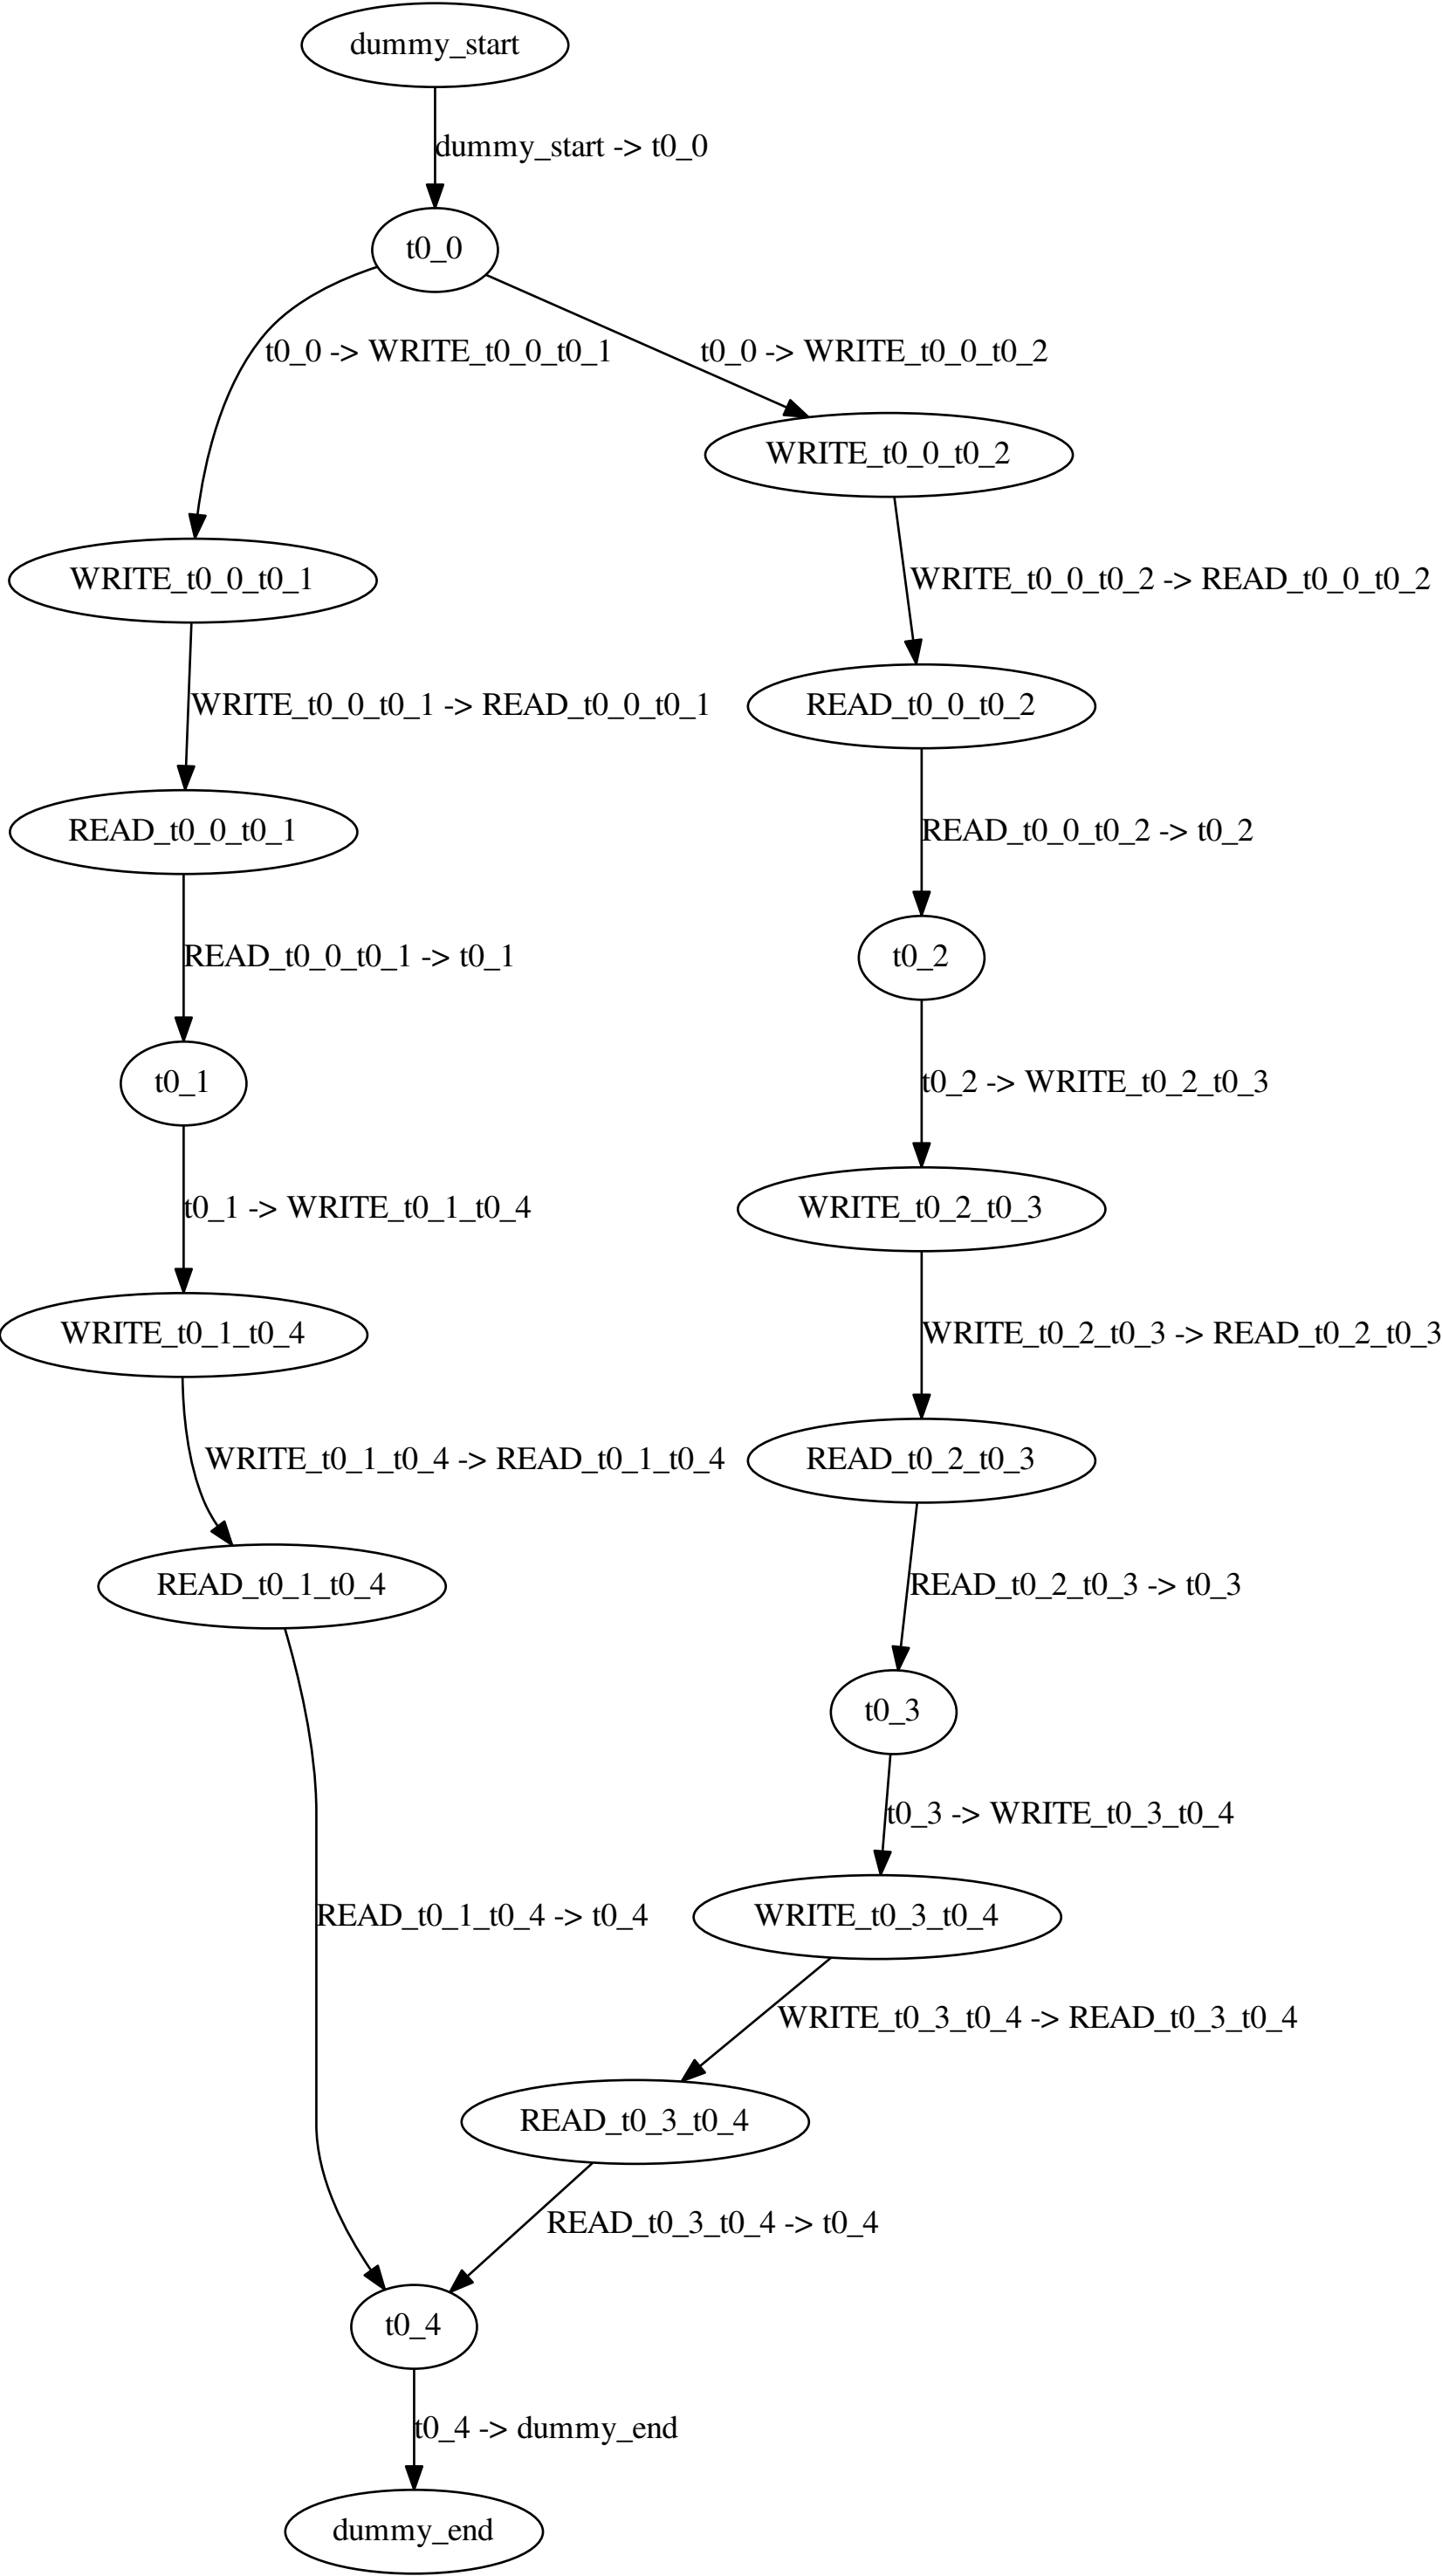 dummy_start
dummy_start -> t0_0
t0_0
t0_0 -> WRITE_t0_0_t0_1
t0_0 -> WRITE_t0_0_t0_2
WRITE_t0_0_t0_2
WRITE_t0_0_t0_1
WRITE_t0_0_t0_2 -> READ_t0_0_t0_2
WRITE_t0_0_t0_1 -> READ_t0_0_t0_1
READ_t0_0_t0_2
READ_t0_0_t0_1
READ_t0_0_t0_2 -> t0_2
READ_t0_0_t0_1 -> t0_1
t0_2
t0_1
t0_2 -> WRITE_t0_2_t0_3
t0_1 -> WRITE_t0_1_t0_4
WRITE_t0_2_t0_3
WRITE_t0_1_t0_4
WRITE_t0_2_t0_3 -> READ_t0_2_t0_3
WRITE_t0_1_t0_4 -> READ_t0_1_t0_4
READ_t0_2_t0_3
READ_t0_1_t0_4
READ_t0_2_t0_3 -> t0_3
t0_3
t0_3 -> WRITE_t0_3_t0_4
READ_t0_1_t0_4 -> t0_4
WRITE_t0_3_t0_4
WRITE_t0_3_t0_4 -> READ_t0_3_t0_4
READ_t0_3_t0_4
READ_t0_3_t0_4 -> t0_4
t0_4
t0_4 -> dummy_end
dummy_end